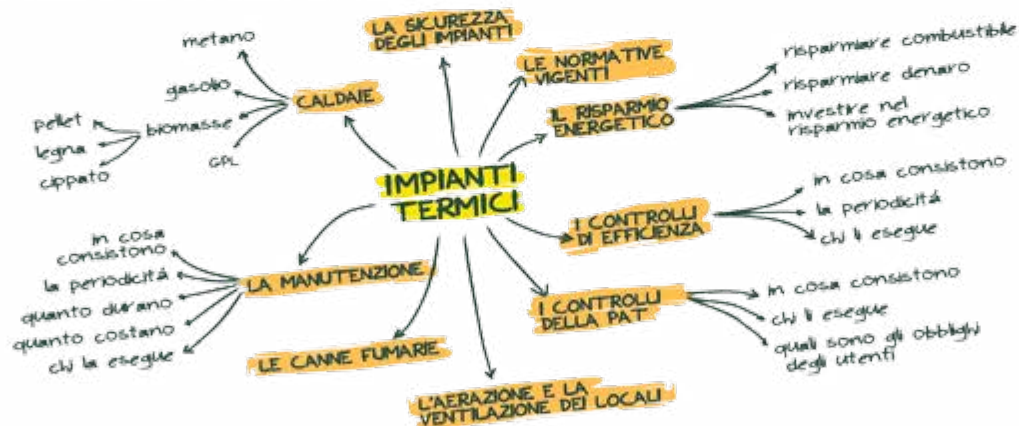 IMPIANTI
TERMICI
LA SICUREZZA
DEGLI IMPIANTI
LE NORMATIVE
VIGENTI
IL RISPARMIO
ENERGETICO
risparmiare combustibile
risparmiare denaro
investire nel
risparmio energetico
I CONTROLLI
DI EFFICIENZA
in cosa consistono
la periodicitá
chi li esegue
I CONTROLLI
DELLA PAT
in cosa consistono
chi li esegue
quali sono gli obblighi
degli utenti
L'AERAZIONE E LA
VENTILAZIONE DEI LOCALI
LE CANNE FUMARIE
LA MANUTENZIONE
in cosa
consistono
la periodicitá
quanto durano
quanto costano
chi la esegue
CALDAIE
metano
gasolio
biomasse
GPL
pellet
legna
cippato